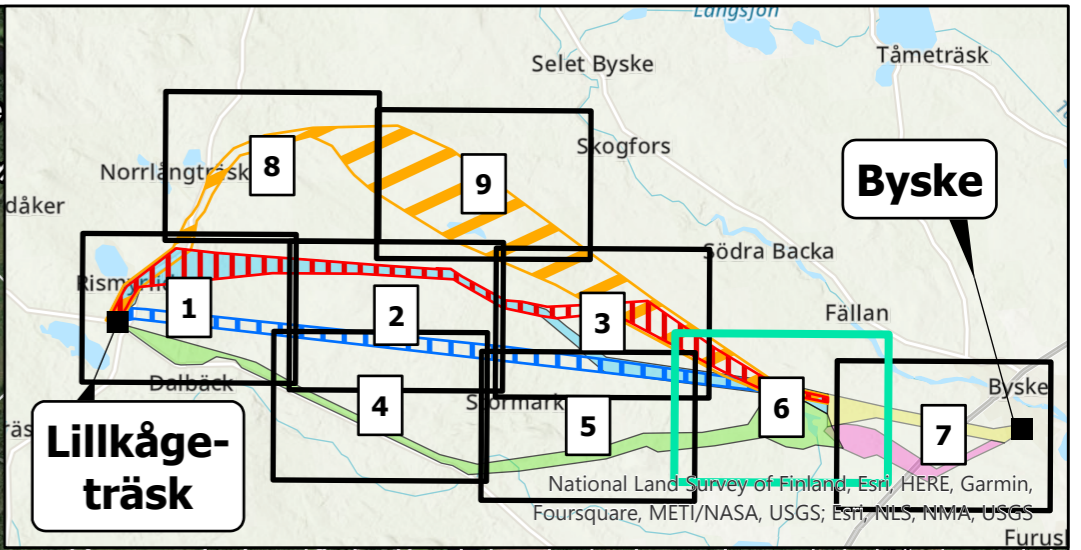 Långsjön
Tåmeträsk
Selet Byske
Skogfors
Norrlångträsk
8
9
Byske
dåker
Södra Backa
Rismyrliden
1
2
3
Fällan
Dalbäck
Stormark
Byske
4
5
6
7
räs
Lillkåge-
träsk
National Land Survey of Finland, Esri, HERE, Garmin,
Foursquare, METI/NASA, USGS; Esri, NLS, NMA, USGS
Furus